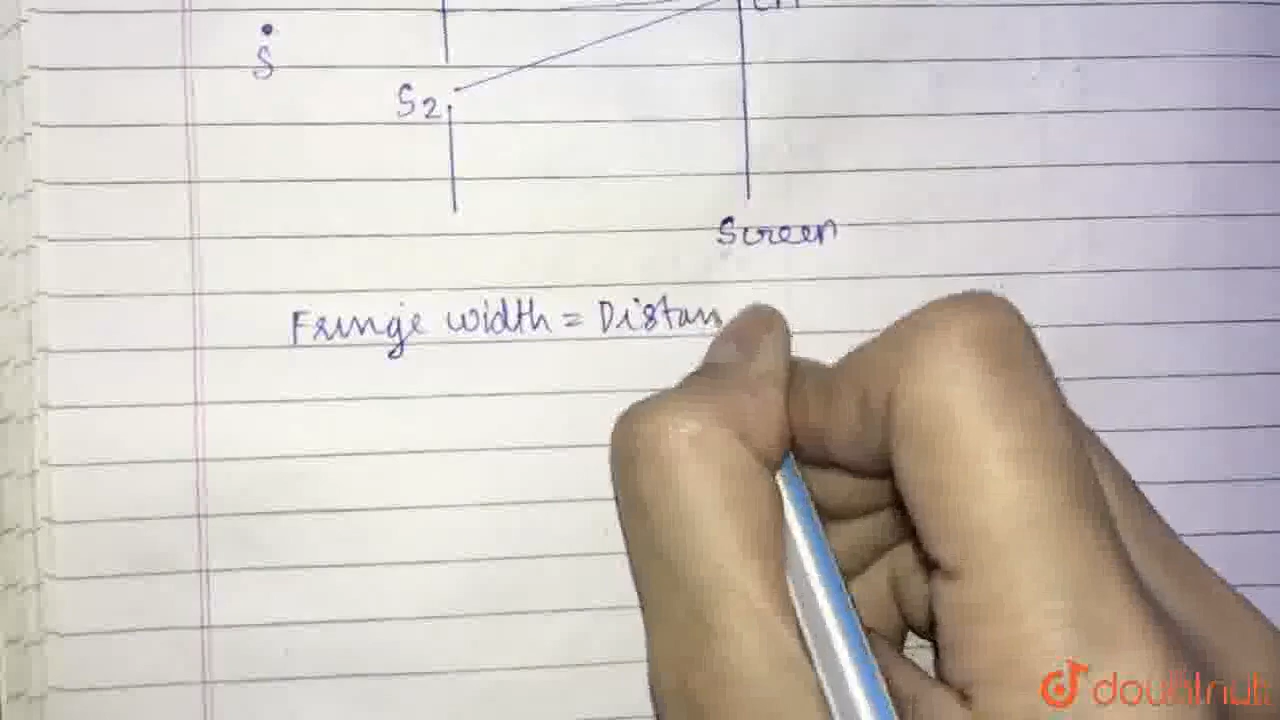 S
S2
Screen
Fringe width = Distan
doubtnut